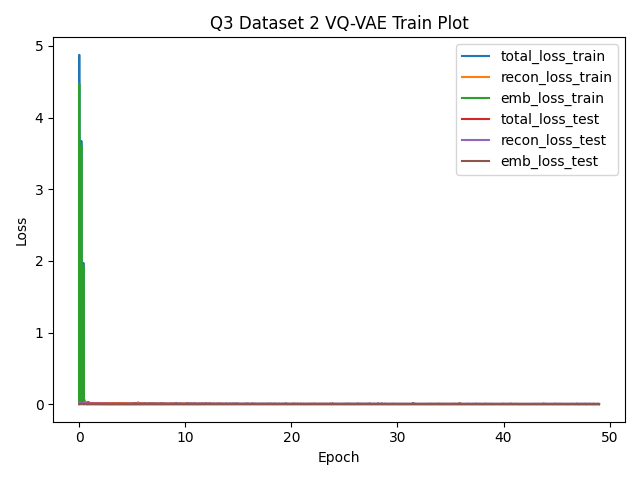 Q3 Dataset 2 VQ-VAE Train Plot
total_loss_train
recon_loss_train
emb_loss_train
total_loss_test
recon_loss_test
emb_loss_test
5
4
3
2
1
0
Loss
0 10 20 30 40 50
Epoch